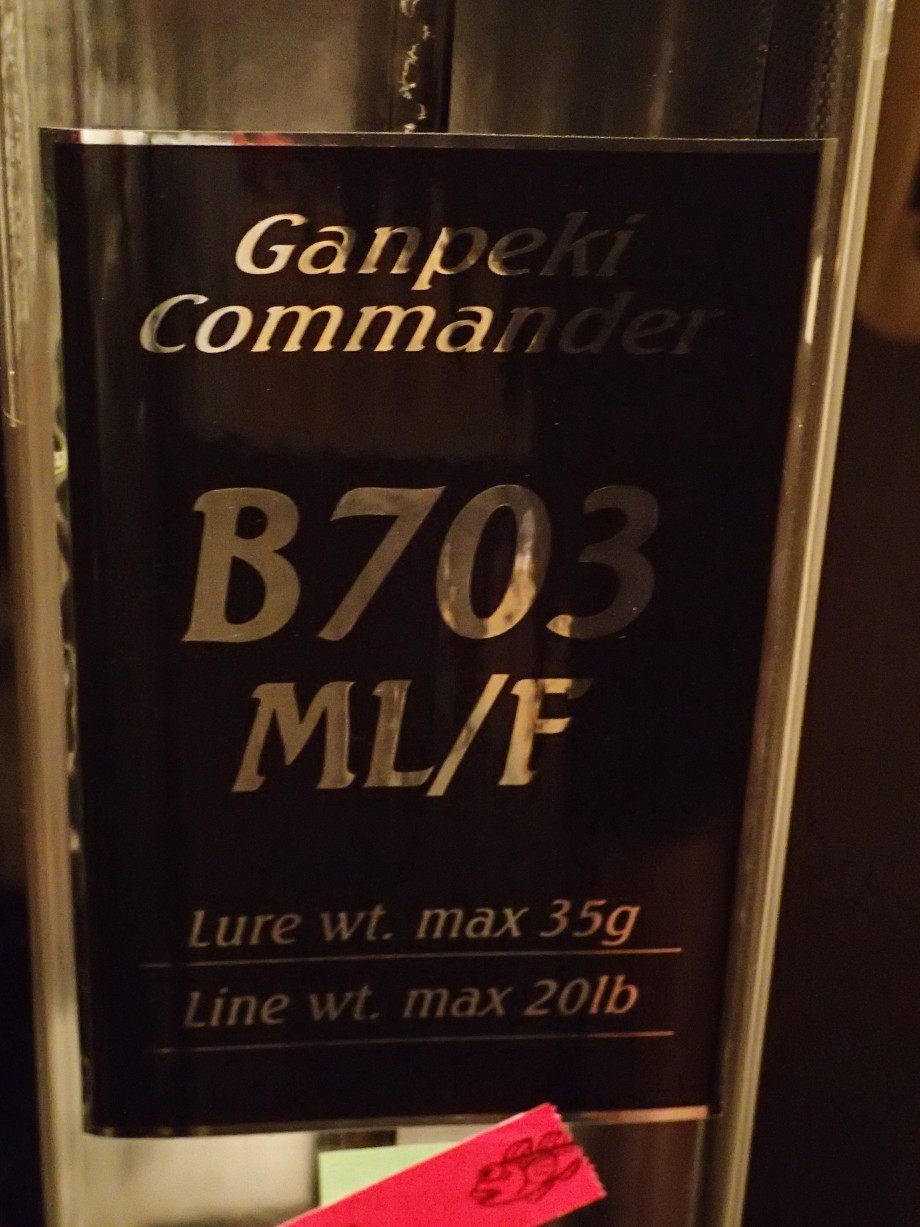 Ganpeki
Commander
B703
ML/F
Lure wt. max 35g
Line wt. max 20lb